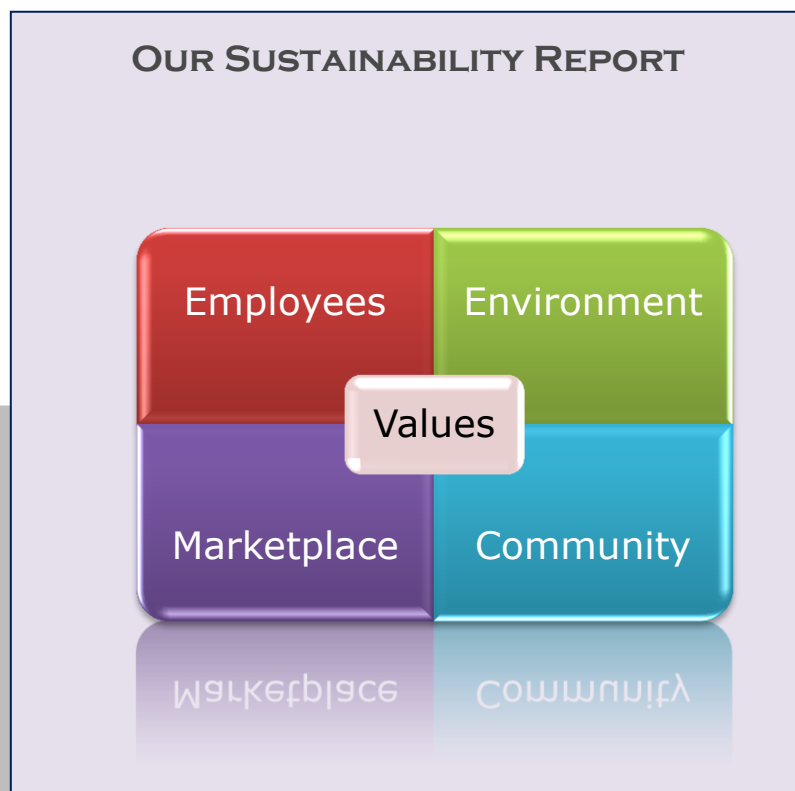 OUR SUSTAINABILITY REPORT
Employees Environment
Values
Marketplace Community
Marketplace Community